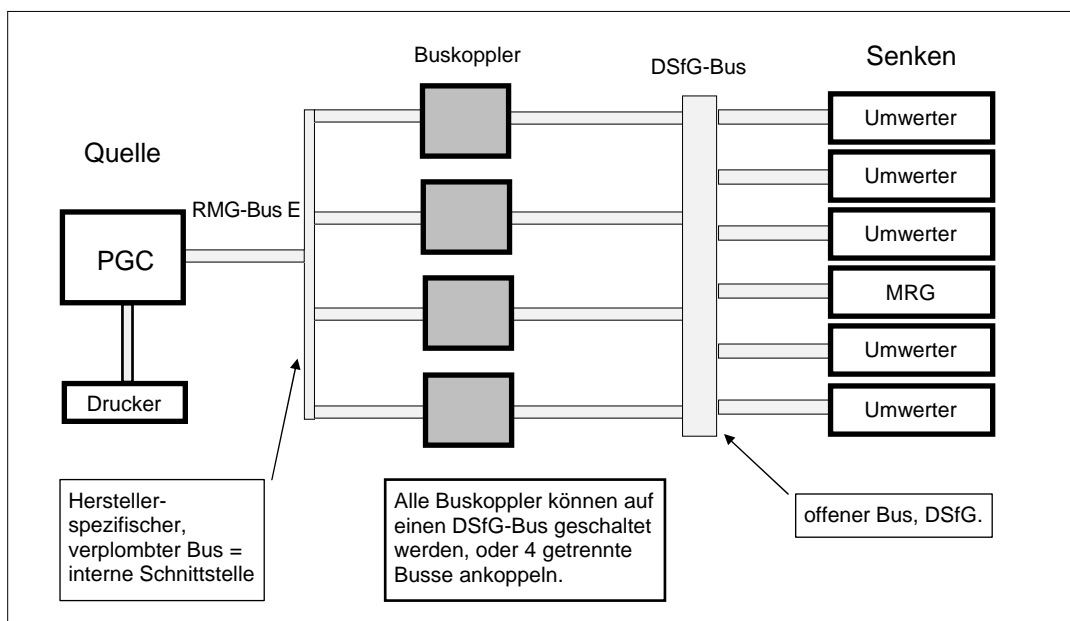 Buskoppler
DSfG-Bus
Senken
Quelle
RMG-Bus E
PGC
Drucker
Umwerter
Umwerter
Umwerter
MRG
Umwerter
Umwerter
Hersteller-
spezifischer,
verplombter Bus =
interne Schnittstelle
Alle Buskoppler können auf
einen DSfG-Bus geschaltet
werden, oder 4 getrennte
Busse ankoppeln.
offener Bus, DSfG.